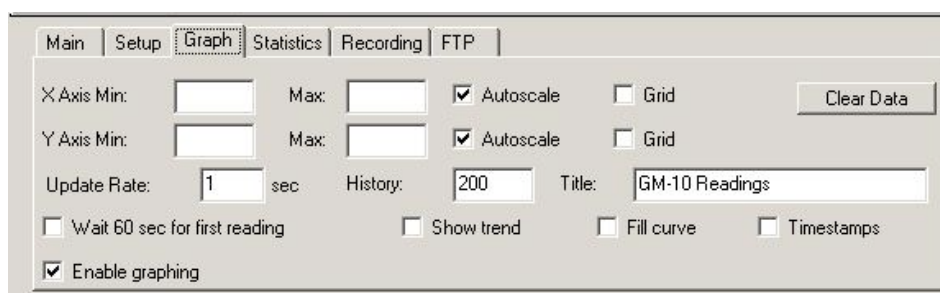 Main Setup Graph Statistics Recording FTP
X Axis Min: Max: Autoscale Grid Clear Data
Y Axis Min: Max: Autoscale Grid
Update Rate: 1 sec History: 200 Title: GM-10 Readings
Wait 60 sec for first reading Show trend Fill curve Timestamps
Enable graphing